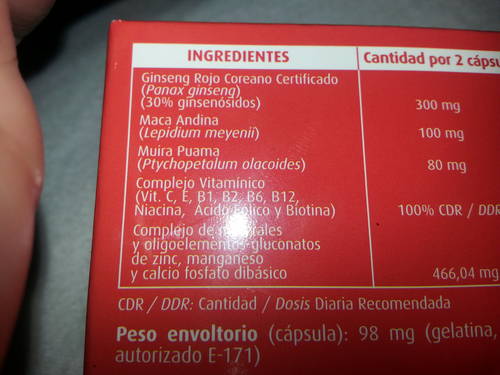 INGREDIENTES Cantidad por 2 cápsu
Ginseng Rojo Coreano Certificado
(Panax ginseng)
(30% ginsenósidos) 300 mg
Maca Andina
(Lepidium meyenii) 100 mg
Muira Puama
(Ptychopetalum olacoides) 80 mg
Complejo Vitamínico
(Vit. C, E, B1, B2, B6, B12,
Niacina, Ácido Fólico y Biotina) 100% CDR / DDR
Complejo de minerales
y oligoelementos-gluconatos
de zinc, manganeso
y calcio fosfato dibásico 466,04 mg
CDR / DDR: Cantidad / Dosis Diaria Recomendada
Peso envoltorio (cápsula): 98 mg (gelatina,
autorizado E-171)